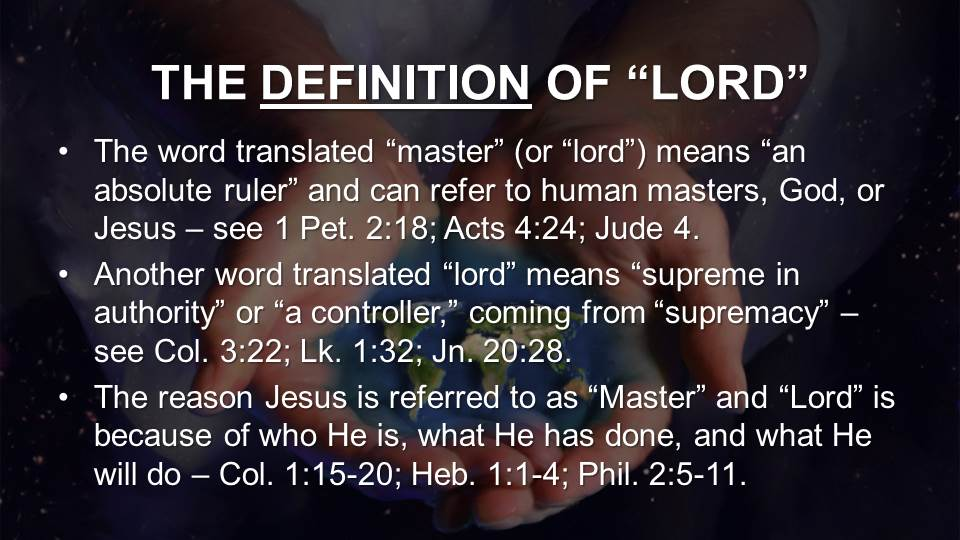 THE DEFINITION OF “LORD”
• The word translated “master” (or “lord”) means “an
absolute ruler” and can refer to human masters, God, or
Jesus – see 1 Pet. 2:18; Acts 4:24; Jude 4.
• Another word translated “lord” means “supreme in
authority” or “a controller,” coming from “supremacy” –
see Col. 3:22; Lk. 1:32; Jn. 20:28.
• The reason Jesus is referred to as “Master” and “Lord” is
because of who He is, what He has done, and what He
will do – Col. 1:15-20; Heb. 1:1-4; Phil. 2:5-11.